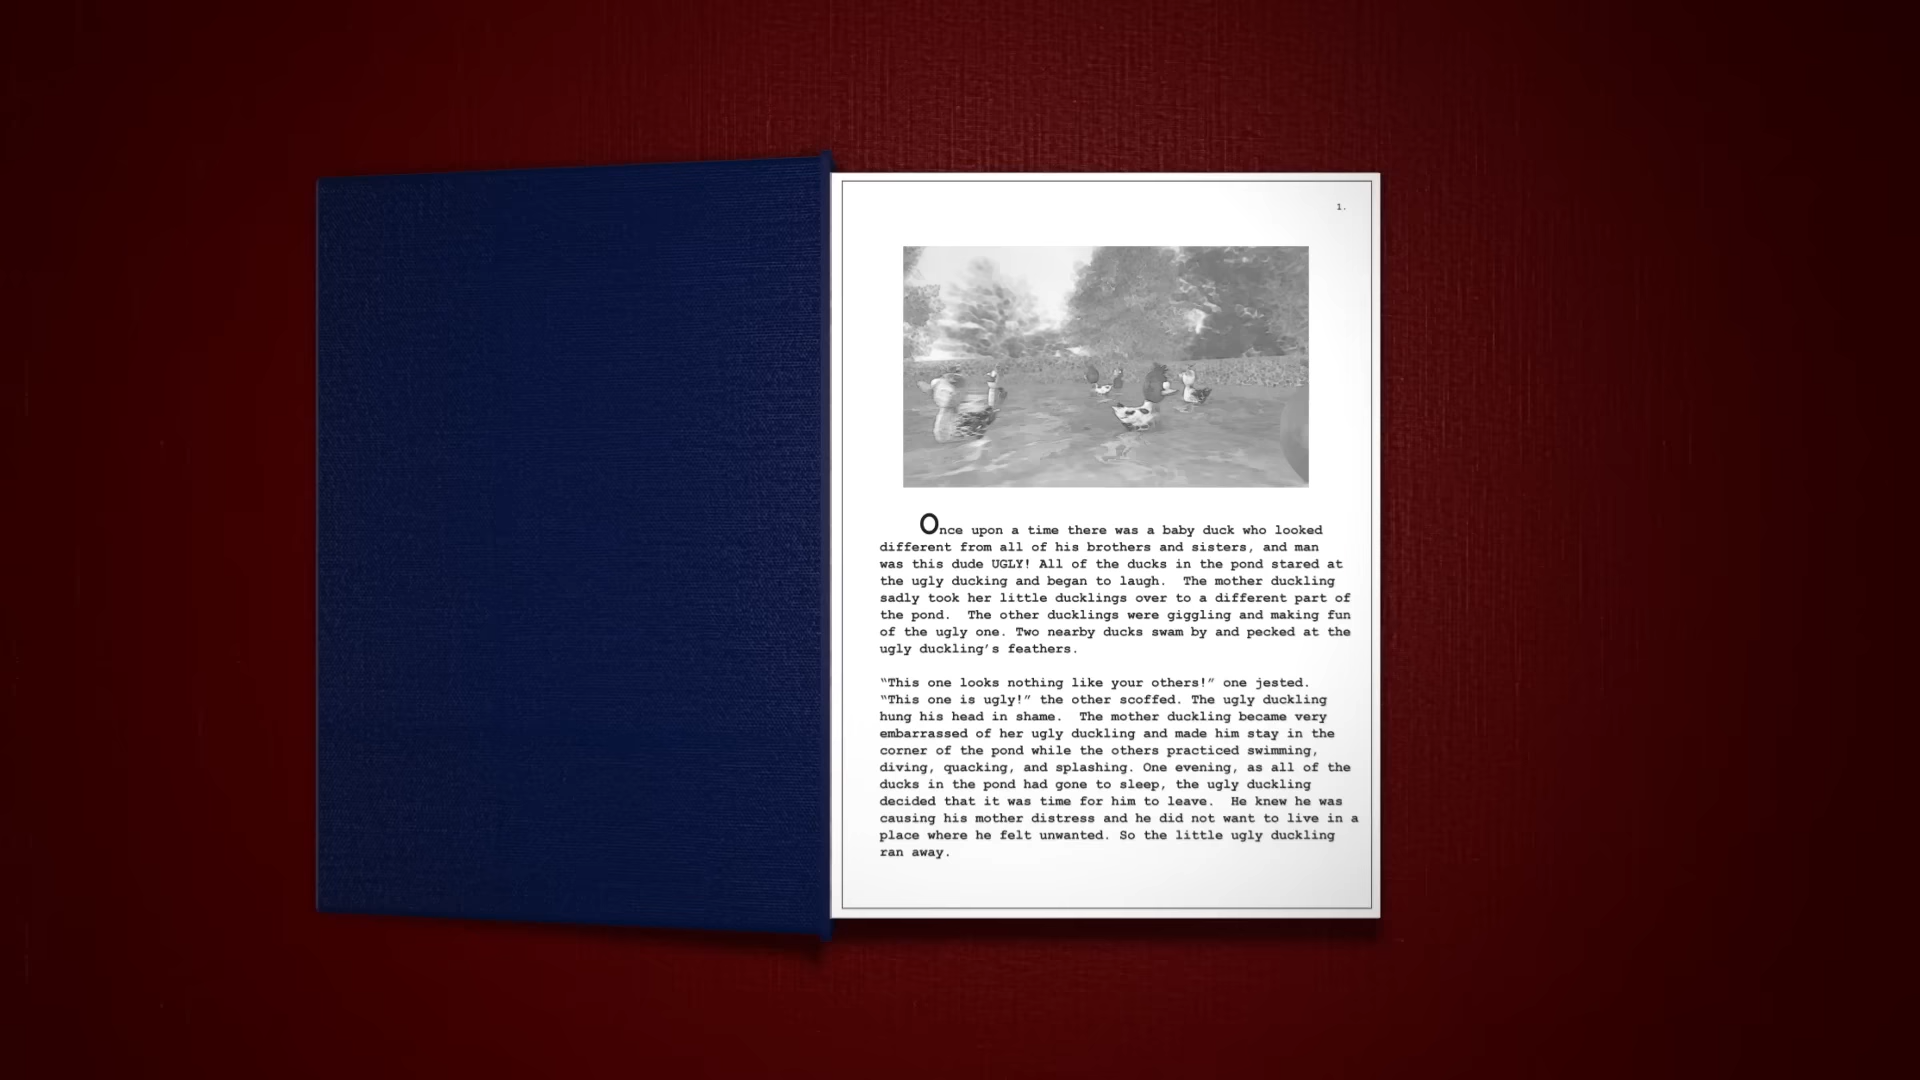 1.
Once upon a time there was a baby duck who looked
different from all of his brothers and sisters, and man
was this dude UGLY! All of the ducks in the pond stared at
the ugly ducking and began to laugh.  The mother duckling
sadly took her little ducklings over to a different part of
the pond.  The other ducklings were giggling and making fun
of the ugly one. Two nearby ducks swam by and pecked at the
ugly duckling’s feathers.
“This one looks nothing like your others!” one jested.
“This one is ugly!” the other scoffed. The ugly duckling
hung his head in shame.  The mother duckling became very
embarrassed of her ugly duckling and made him stay in the
corner of the pond while the others practiced swimming,
diving, quacking, and splashing. One evening, as all of the
ducks in the pond had gone to sleep, the ugly duckling
decided that it was time for him to leave.  He knew he was
causing his mother distress and he did not want to live in a
place where he felt unwanted. So the little ugly duckling
ran away.